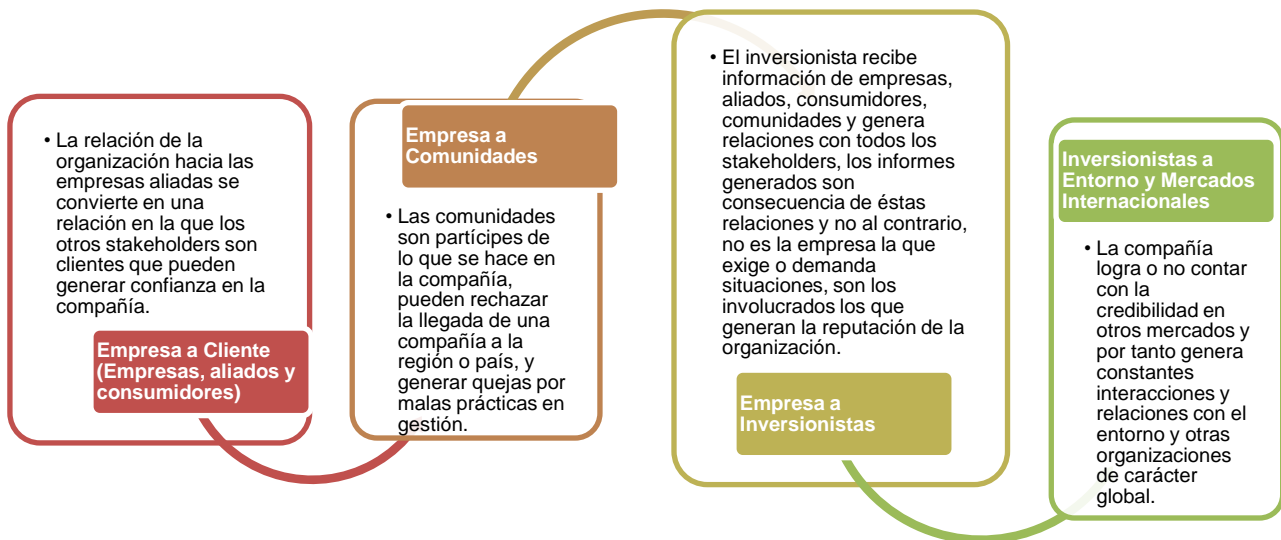 • La relación de la
organización hacia las
empresas aliadas se
convierte en una
relación en la que los
otros stakeholders son
clientes que pueden
generar confianza en la
compañía.
Empresa a Cliente
(Empresas, aliados y
consumidores)
Empresa a
Comunidades
• Las comunidades
son partícipes de
lo que se hace en
la compañía,
pueden rechazar
la llegada de una
compañía a la
región o país, y
generar quejas por
malas prácticas en
gestión.
• El inversionista recibe
información de empresas,
aliados, consumidores,
comunidades y genera
relaciones con todos los
stakeholders, los informes
generados son
consecuencia de éstas
relaciones y no al contrario,
no es la empresa la que
exige o demanda
situaciones, son los
involucrados los que
generan la reputación de la
organización.
Empresa a
Inversionistas
Inversionistas a
Entorno y Mercados
Internacionales
• La compañía
logra o no contar
con la
credibilidad en
otros mercados y
por tanto genera
constantes
interacciones y
relaciones con el
entorno y otras
organizaciones
de carácter
global.